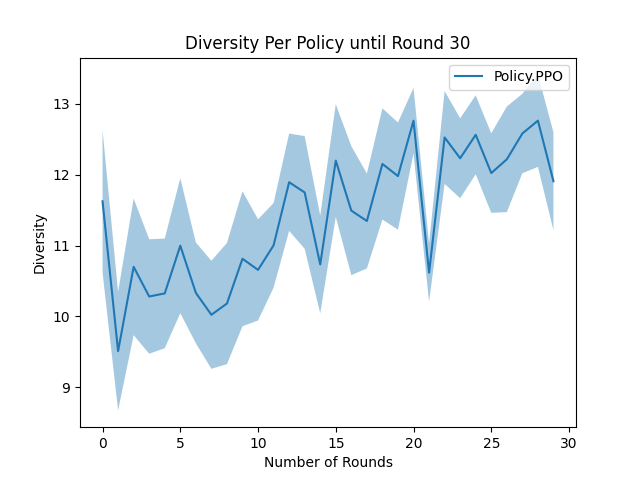 Diversity Per Policy until Round 30
Policy.PPO
13
12
11
10
9
Diversity
0 5 10 15 20 25 30
Number of Rounds